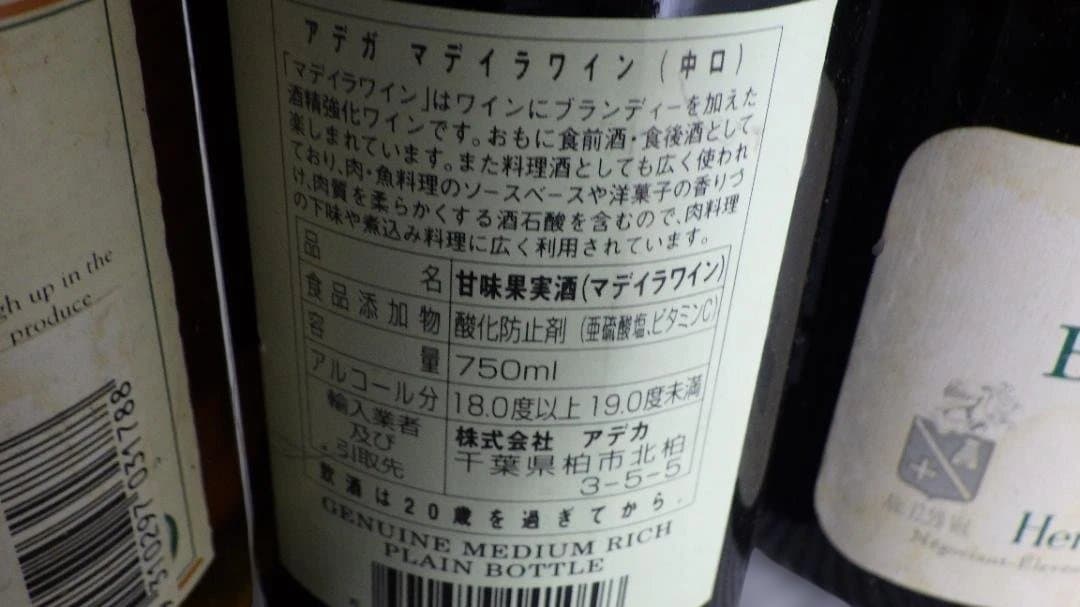 gh up in the
produce
アデガ マデイラワイン(中口)
「マデイラワイン」はワインにブランディーを加えた
酒精強化ワインです。おもに食前酒・食後酒として
楽しまれています。また料理酒としても広く使われ
ており、肉・魚料理のソースベースや洋菓子の香りづ
け、肉質を柔らかくする酒石酸を含むので、肉料理
の下味や煮込み料理に広く利用されています。
品名 甘味果実酒(マデイラワイン)
食品添加物 酸化防止剤(亜硫酸塩、ビタミンC)
容量 750ml
アルコール分 18.0度以上19.0度未満
輸入業者
及び
引取先
株式会社 アデカ
千葉県柏市北柏
3-5-5
飲酒は20歳を過ぎてから.
GENUINE MEDIUM RICH
PLAIN BOTTLE
A
Her